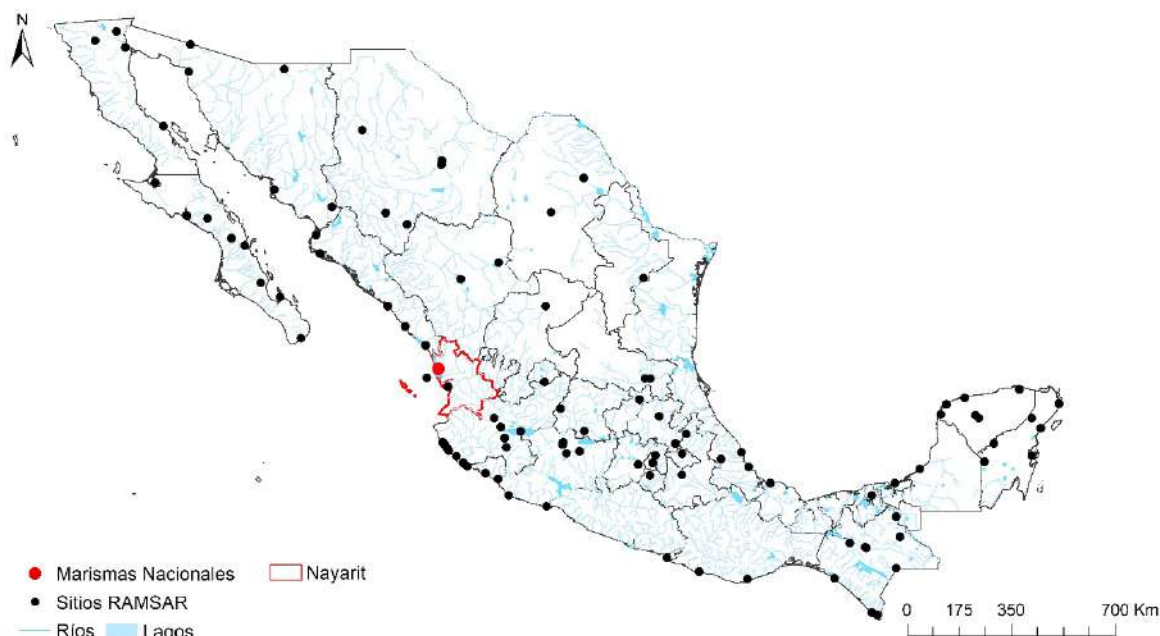 N
Marismas Nacionales
Nayarit
Sitios RAMSAR
Ríos
Lagos
0 175 350 700 Km